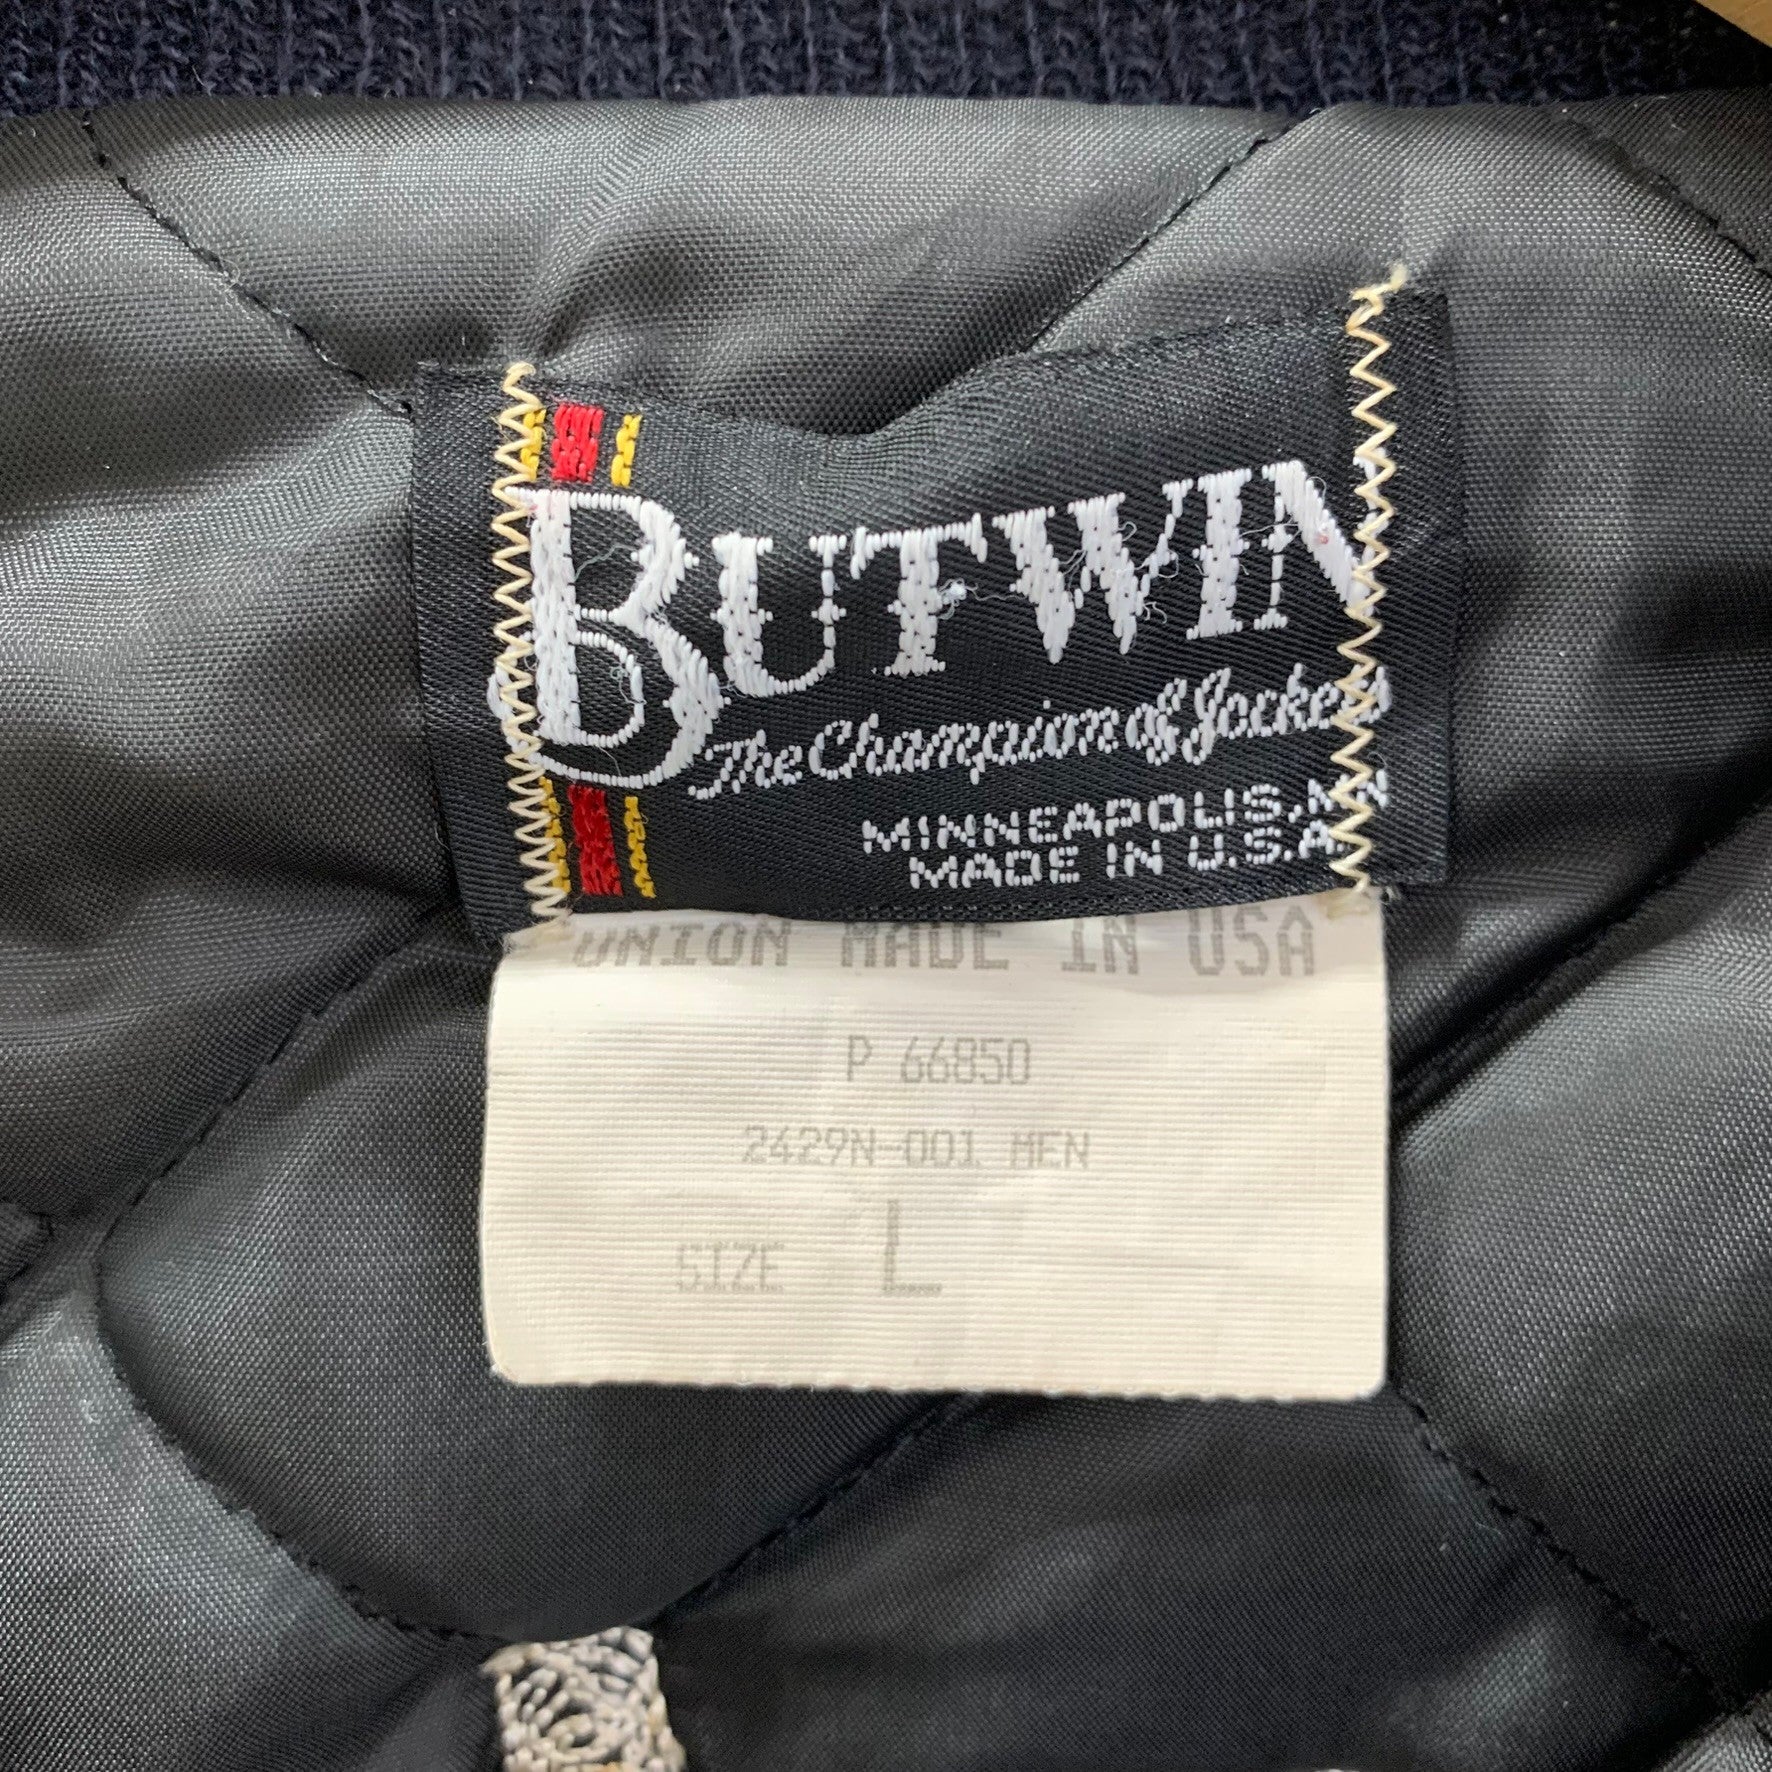 BUTWIN
The Champion of Jackets
MINNEAPOLIS, MN
MADE IN U.S.A.
UNION MADE IN USA
P 66850
2429N-001 MEN
SIZE L